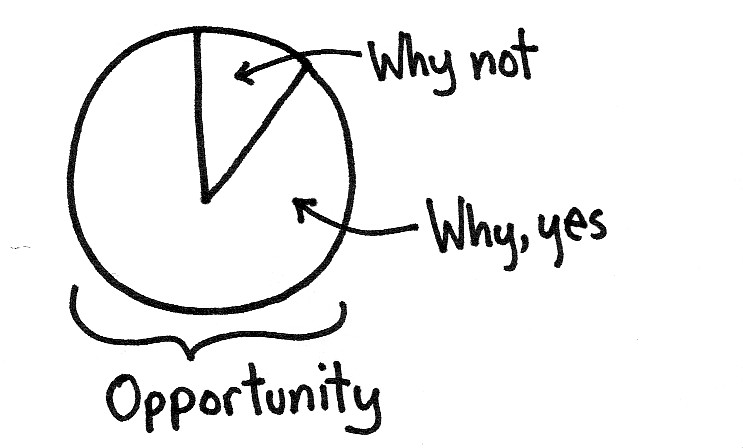 Why not
Why, yes
Opportunity